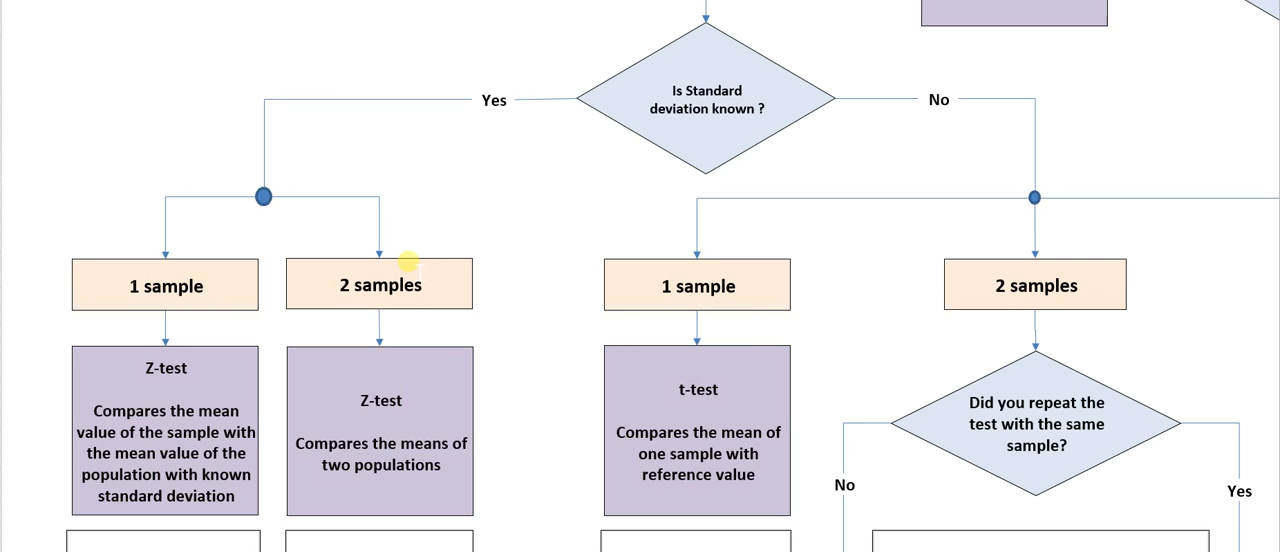 Is Standard
deviation known ?
Yes
No
1 sample
2 samples
1 sample
2 samples
Z-test
Compares the mean
value of the sample with
the mean value of the
population with known
standard deviation
Z-test
Compares the means of
two populations
t-test
Compares the mean of
one sample with
reference value
Did you repeat the
test with the same
sample?
No
Yes